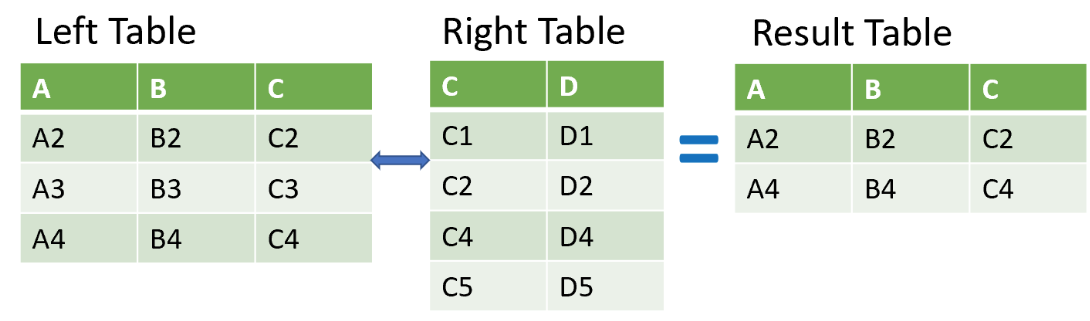 Left Table
A B C
A2 B2 C2
A3 B3 C3
A4 B4 C4
Right Table
C D
C1 D1
C2 D2
C4 D4
C5 D5
=
Result Table
A B C
A2 B2 C2
A4 B4 C4